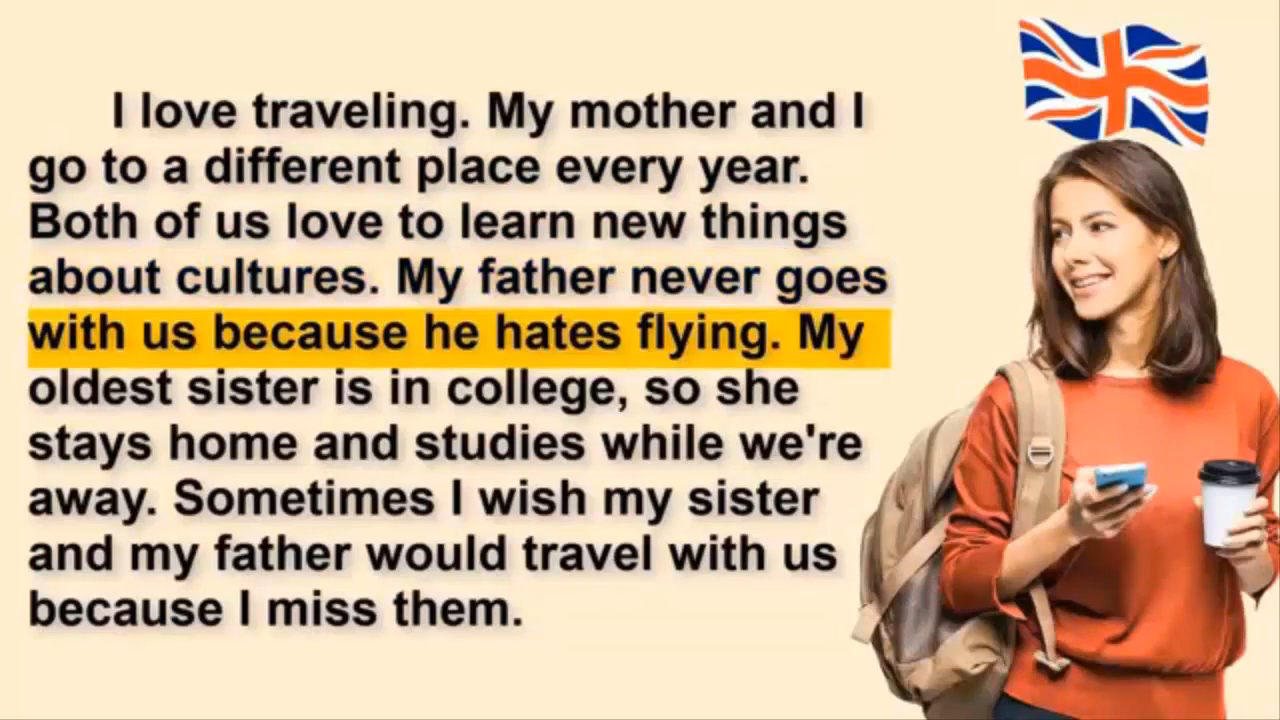 I love traveling. My mother and I
go to a different place every year.
Both of us love to learn new things
about cultures. My father never goes
with us because he hates flying. My
oldest sister is in college, so she
stays home and studies while we're
away. Sometimes I wish my sister
and my father would travel with us
because I miss them.